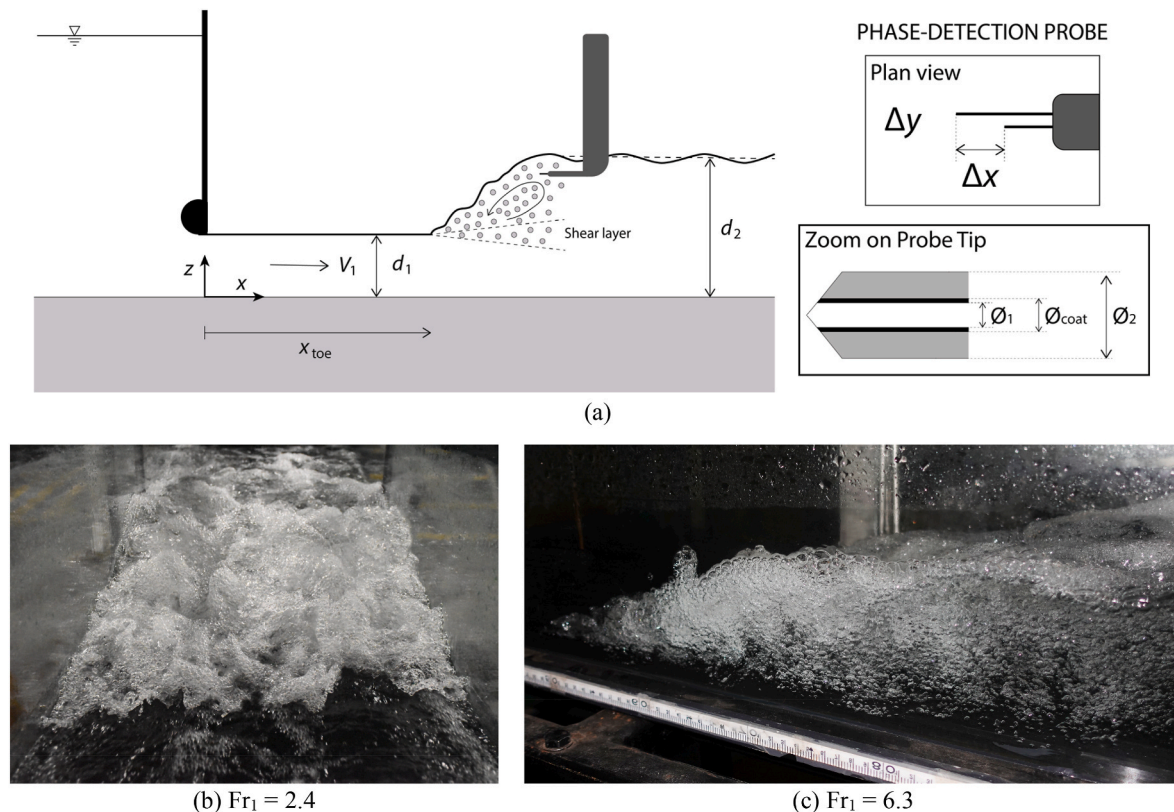 PHASE-DETECTION PROBE
Plan view
Δy
Δx
Shear layer
d2
z
x
V1
d1
xtoe
Zoom on Probe Tip
Ø1
Øcoat
Ø2
(a)
(b) Fr1 = 2.4
(c) Fr1 = 6.3